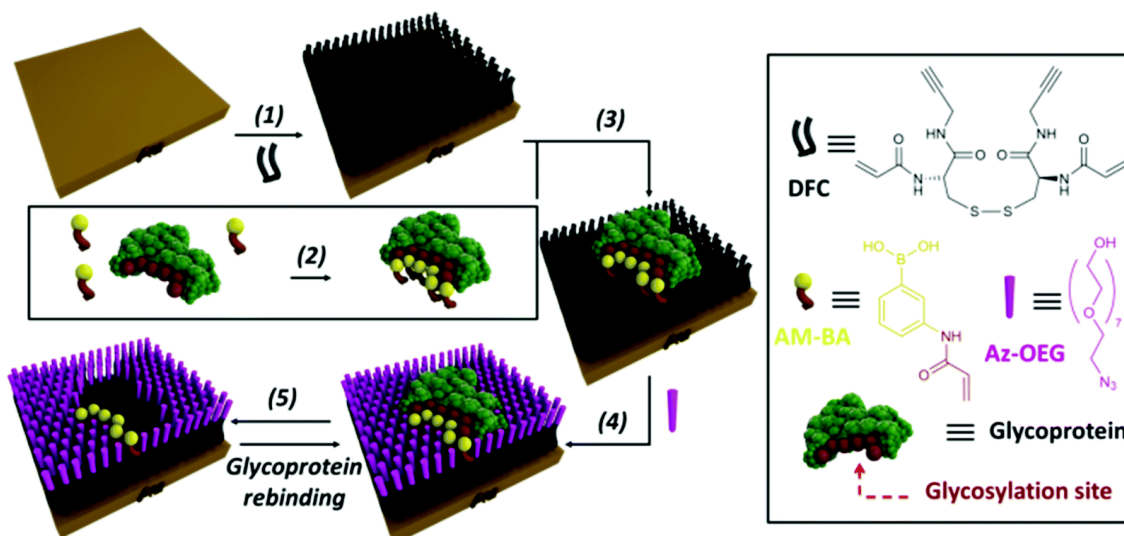 (1)
(2)
(3)
(4)
(5)
Glycoprotein
rebinding
DFC
HN
O
O
NH
O
N
H
N
H
O
S
S
HO
OH
B
AM-BA
NH
O
Az-OEG
OH
O
7
N3
Glycoprotein
Glycosylation site